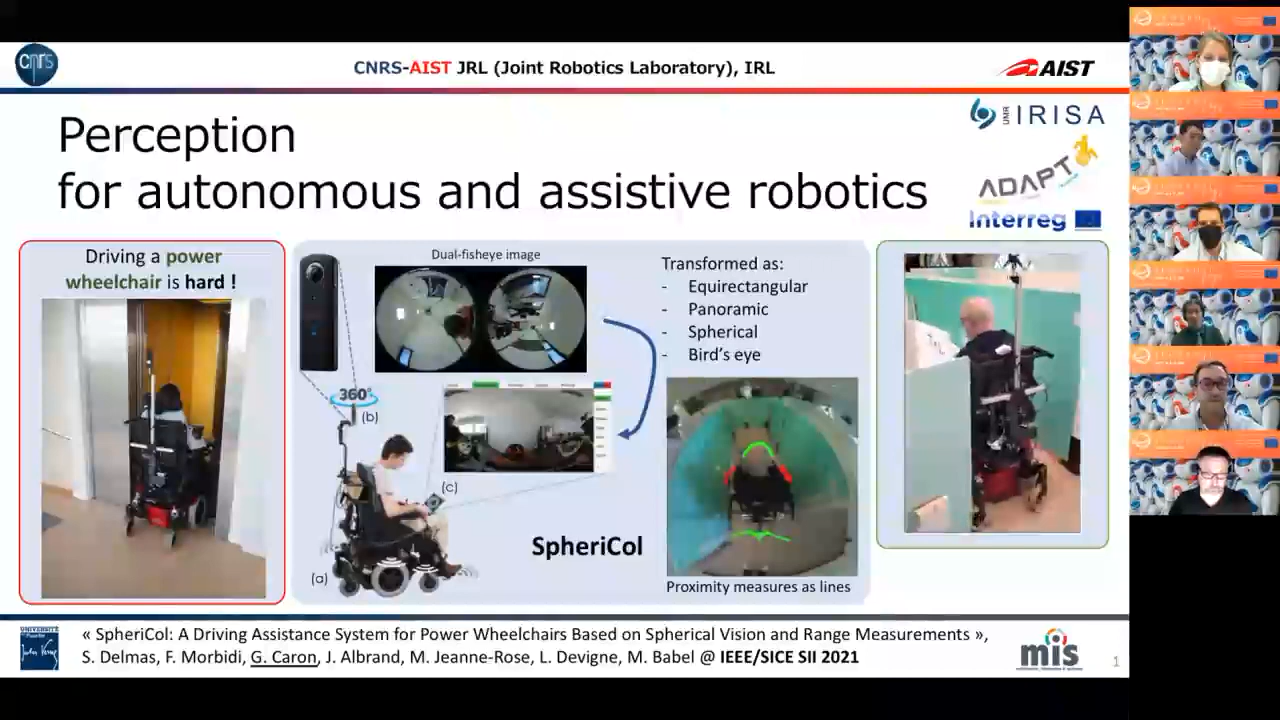 cnrs
CNRS-AIST JRL (Joint Robotics Laboratory), IRL
AIST
Perception
for autonomous and assistive robotics
UMR IRISA
ADAPT
Interreg
Driving a power
wheelchair is hard !
Dual-fisheye image
360°
(b)
(c)
(a)
Transformed as:
- Equirectangular
- Panoramic
- Spherical
- Bird's eye
SpheriCol
Proximity measures as lines
« SpheriCol: A Driving Assistance System for Power Wheelchairs Based on Spherical Vision and Range Measurements »,
S. Delmas, F. Morbidi, G. Caron, J. Albrand, M. Jeanne-Rose, L. Devigne, M. Babel @ IEEE/SICE SII 2021
mis
1